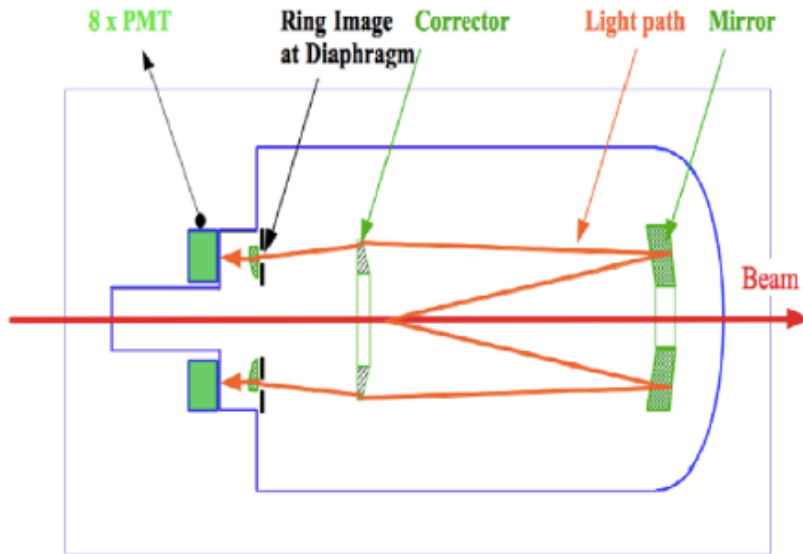 8 x PMT
Ring Image
at Diaphragm
Corrector
Light path
Mirror
Beam